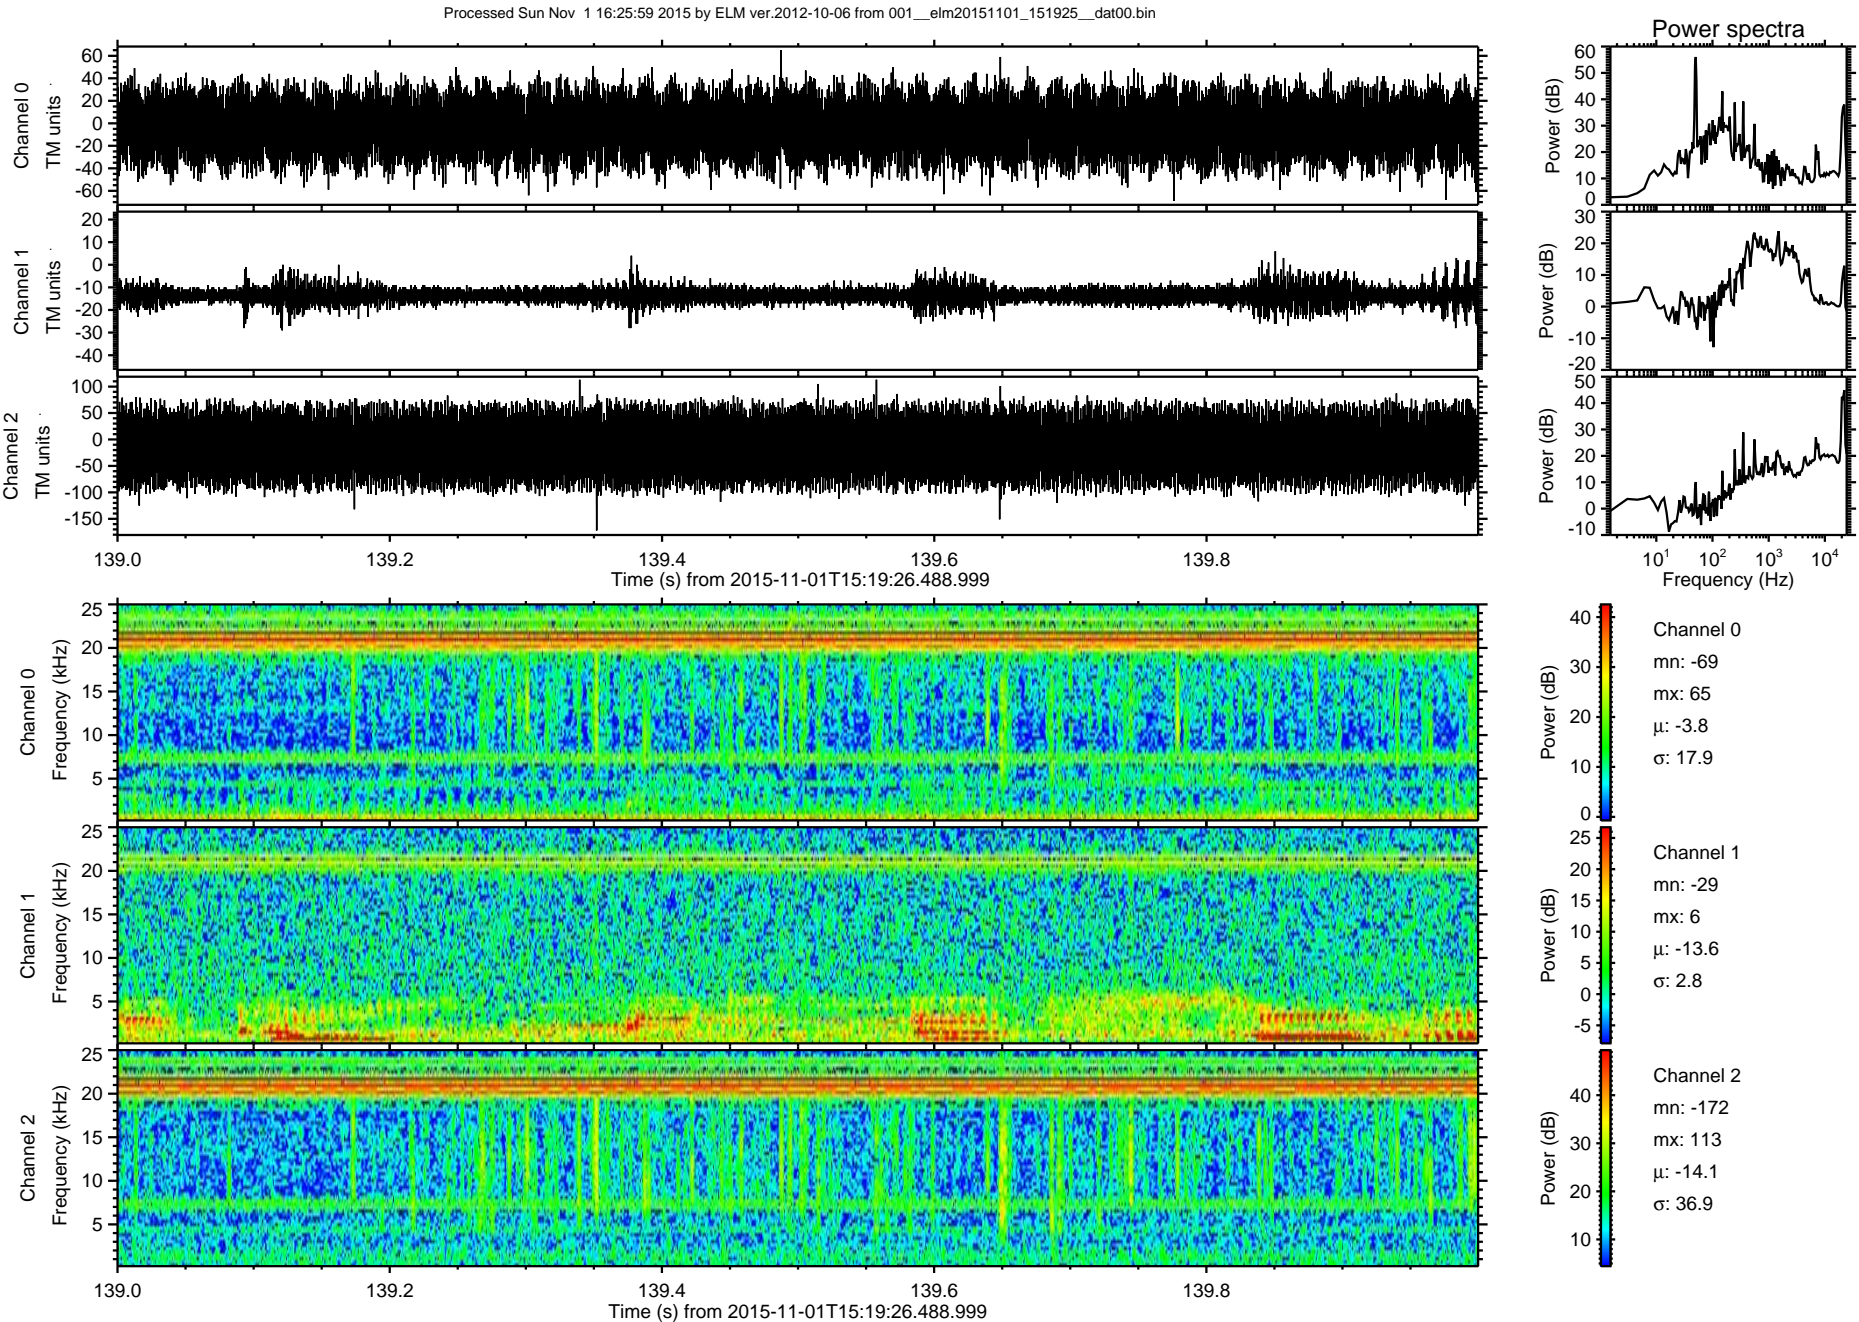 Processed Sun Nov  1 16:25:59 2015 by ELM ver.2012-10-06 from 001__elm20151101_151925__dat00.bin
Power spectra
Channel 0
TM units
60
40
20
0
-20
-40
-60
Power (dB)
60
50
40
30
20
10
0
Channel 1
TM units
20
10
0
-10
-20
-30
-40
Power (dB)
30
20
10
0
-10
-20
Channel 2
TM units
100
50
0
-50
-100
-150
Power (dB)
50
40
30
20
10
0
-10
139.0 139.2 139.4 139.6 139.8
Time (s) from 2015-11-01T15:19:26.488.999
10¹ 10² 10³ 10⁴
Frequency (Hz)
Channel 0
Frequency (kHz)
25
20
15
10
5
Power (dB)
40
30
20
10
0
Channel 0
mn: -69
mx: 65
μ: -3.8
σ: 17.9
Channel 1
Frequency (kHz)
25
20
15
10
5
Power (dB)
25
20
15
10
5
0
-5
Channel 1
mn: -29
mx: 6
μ: -13.6
σ: 2.8
Channel 2
Frequency (kHz)
25
20
15
10
5
Power (dB)
40
30
20
10
Channel 2
mn: -172
mx: 113
μ: -14.1
σ: 36.9
139.0 139.2 139.4 139.6 139.8
Time (s) from 2015-11-01T15:19:26.488.999